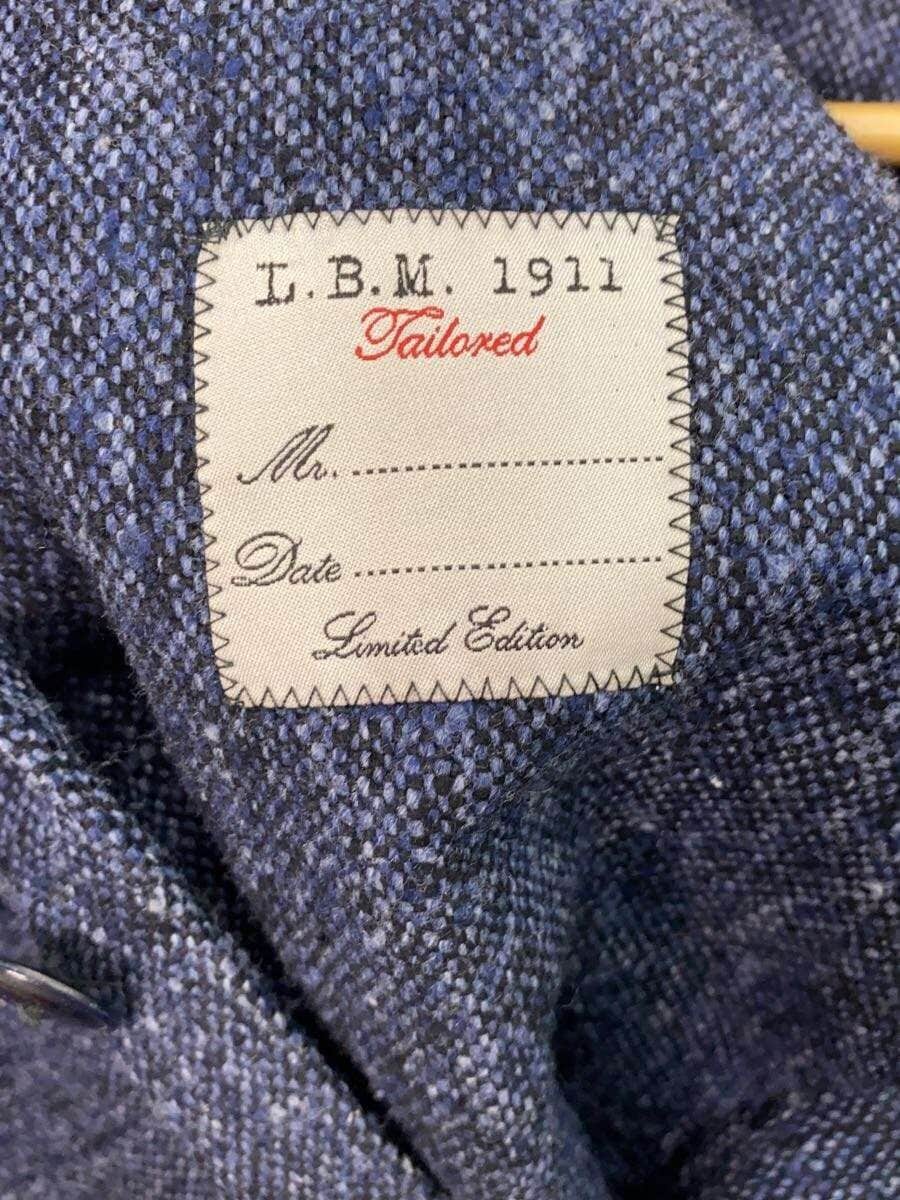 L.B.M. 1911
Tailored
Mr. ................................
Date ................................
Limited Edition